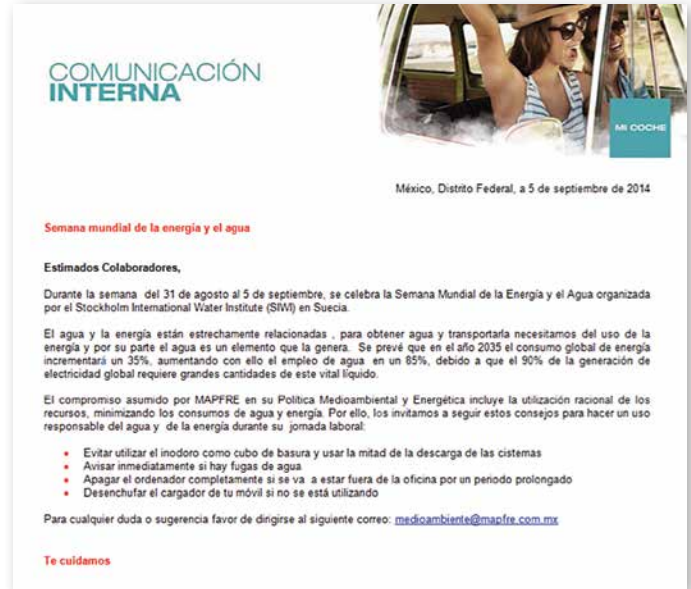 COMUNICACIÓN
INTERNA
MI COCHE
México, Distrito Federal, a 5 de septiembre de 2014
Semana mundial de la energía y el agua
Estimados Colaboradores,
Durante la semana del 31 de agosto al 5 de septiembre, se celebra la Semana Mundial de la Energía y el Agua organizada
por el Stockholm International Water Institute (SIWI) en Suecia.
El agua y la energía están estrechamente relacionadas , para obtener agua y transportarla necesitamos del uso de la
energía y por su parte el agua es un elemento que la genera. Se prevé que en el año 2035 el consumo global de energía
incrementará un 35%, aumentando con ello el empleo de agua en un 85%, debido a que el 90% de la generación de
electricidad global requiere grandes cantidades de este vital líquido.
El compromiso asumido por MAPFRE en su Política Medioambiental y Energética incluye la utilización racional de los
recursos, minimizando los consumos de agua y energía. Por ello, los invitamos a seguir estos consejos para hacer un uso
responsable del agua y de la energía durante su jornada laboral:
• Evitar utilizar el inodoro como cubo de basura y usar la mitad de la descarga de las cisternas
• Avisar inmediatamente si hay fugas de agua
• Apagar el ordenador completamente si se va a estar fuera de la oficina por un periodo prolongado
• Desenchufar el cargador de tu móvil si no se está utilizando
Para cualquier duda o sugerencia favor de dirigirse al siguiente correo: medioambiente@mapfre.com.mx
Te cuidamos